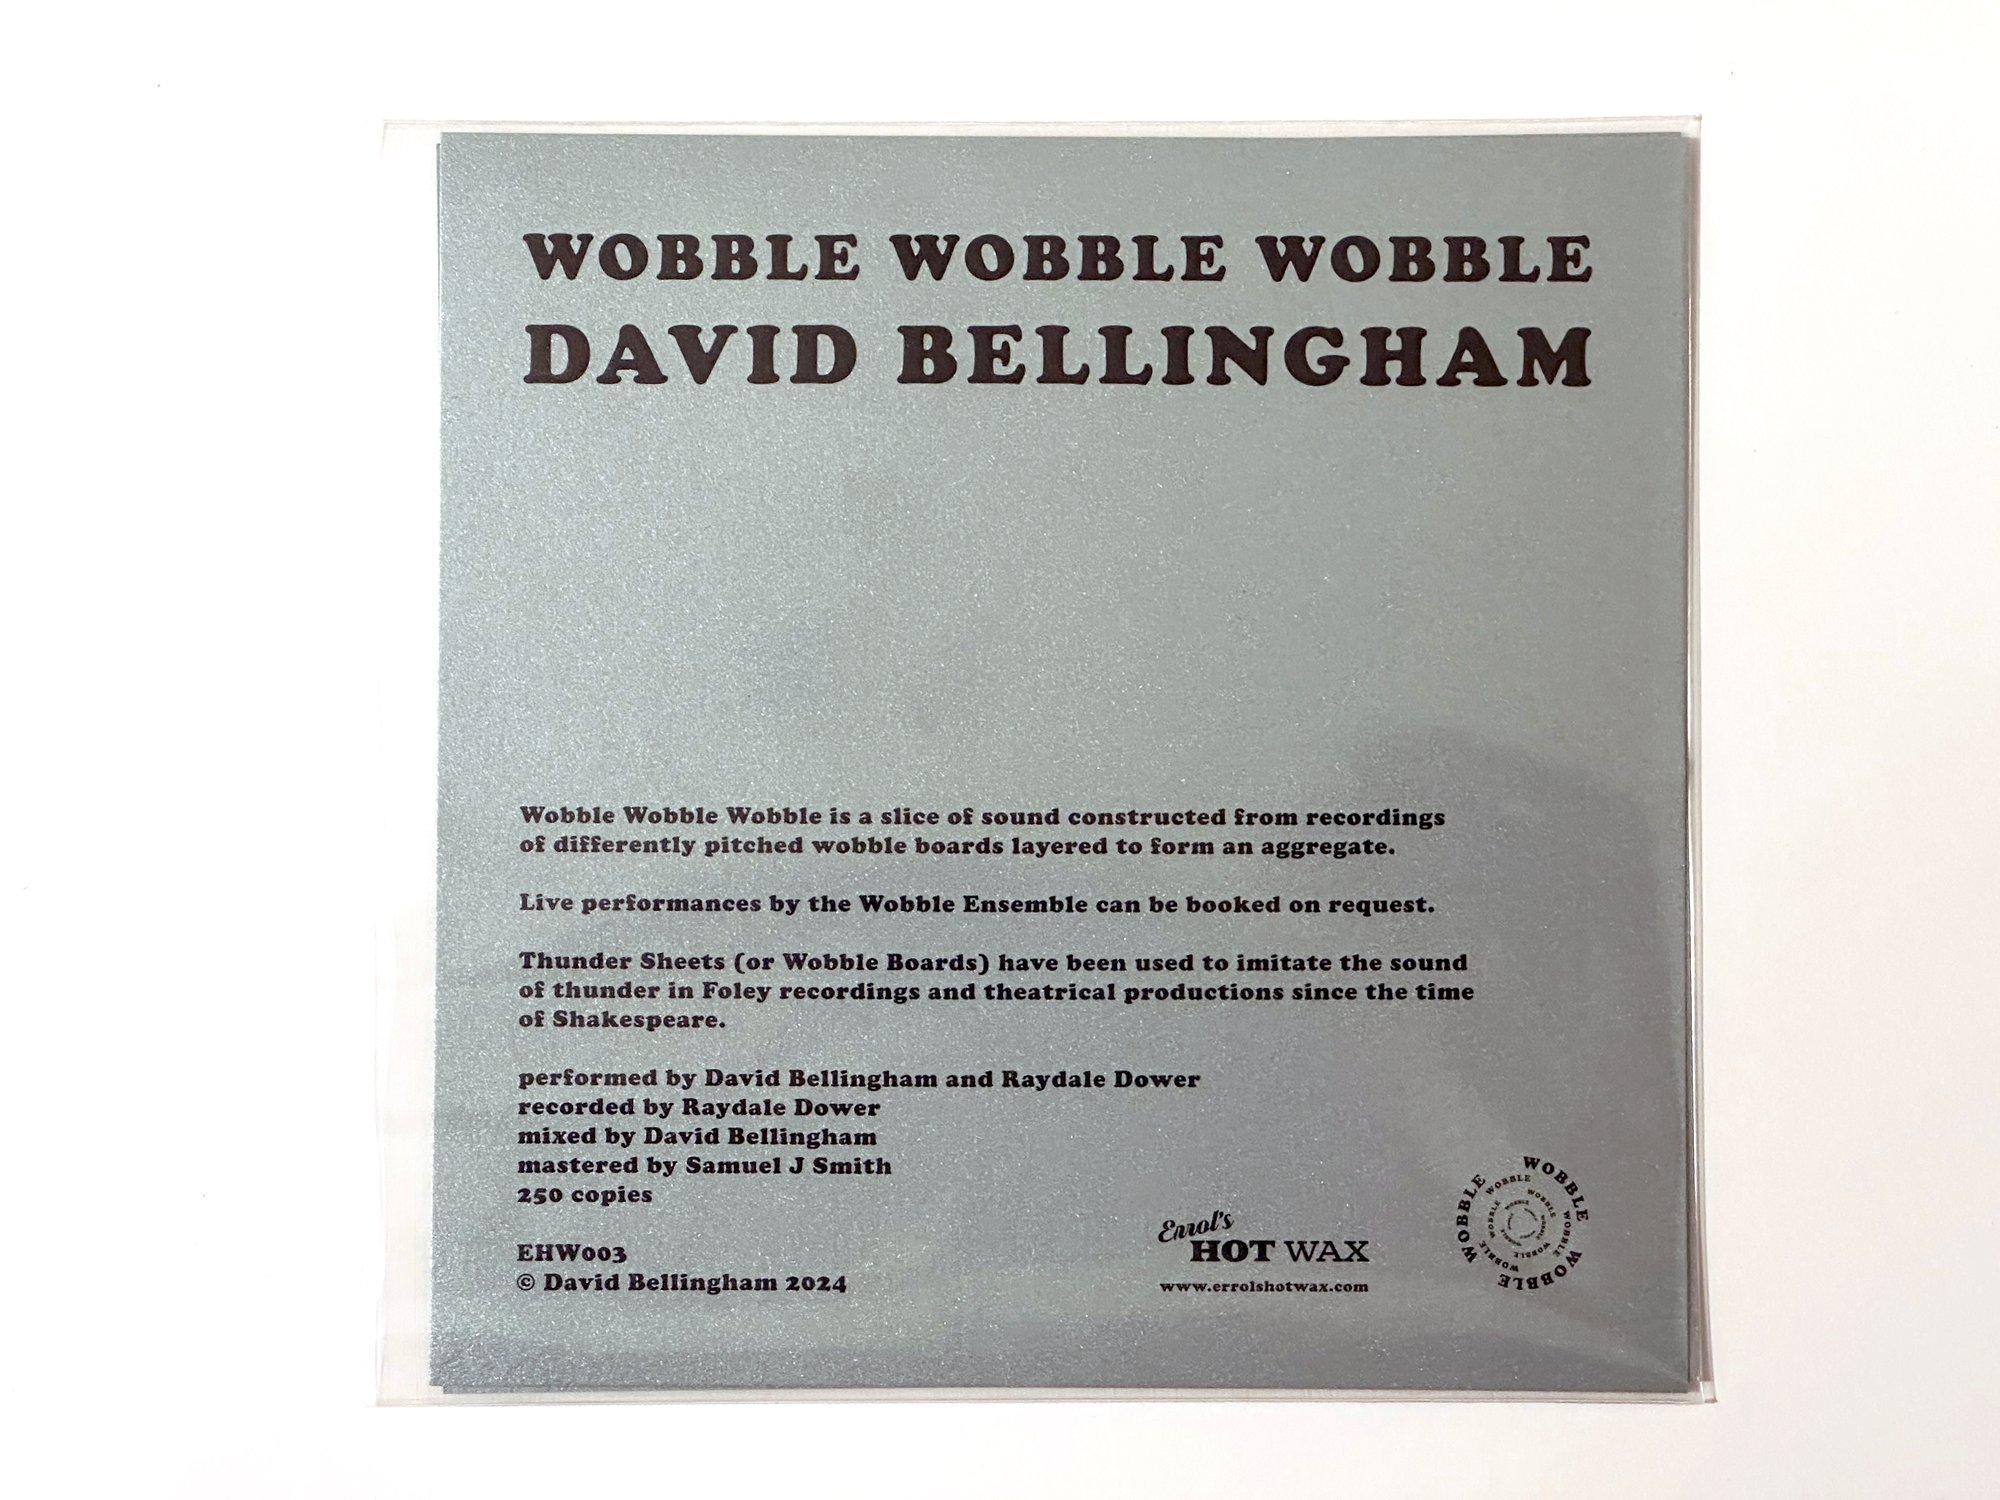 WOBBLE WOBBLE WOBBLE
DAVID BELLINGHAM
Wobble Wobble Wobble is a slice of sound constructed from recordings
of differently pitched wobble boards layered to form an aggregate.
Live performances by the Wobble Ensemble can be booked on request.
Thunder Sheets (or Wobble Boards) have been used to imitate the sound
of thunder in Foley recordings and theatrical productions since the time
of Shakespeare.
performed by David Bellingham and Raydale Dower
recorded by Raydale Dower
mixed by David Bellingham
mastered by Samuel J Smith
250 copies
EHW003
© David Bellingham 2024
Errol's
HOT WAX
www.errolshotwax.com
WOBBLE WOBBLE WOBBLE
WOBBLE WOBBLE WOBBLE